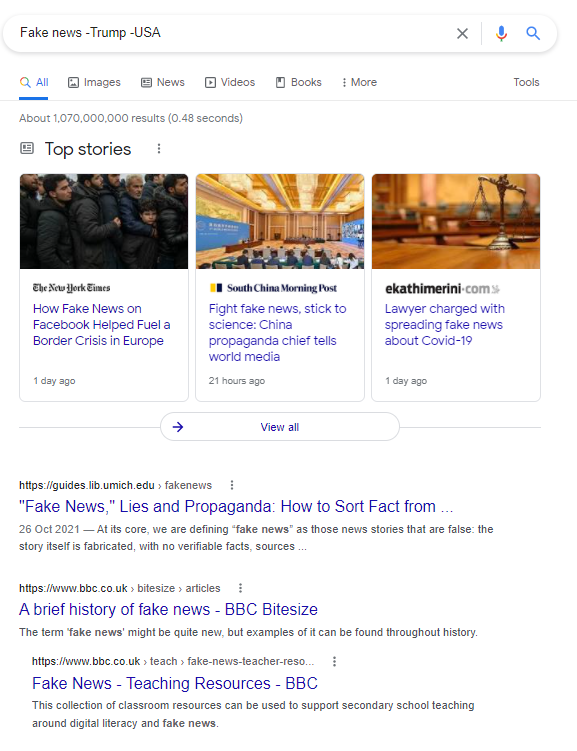 Fake news -Trump -USA
All Images News Videos Books More Tools
About 1,070,000,000 results (0.48 seconds)
Top stories
The New York Times
How Fake News on
Facebook Helped Fuel a
Border Crisis in Europe
1 day ago
South China Morning Post
Fight fake news, stick to
science: China
propaganda chief tells
world media
21 hours ago
ekathimerini-com
Lawyer charged with
spreading fake news
about Covid-19
1 day ago
View all
https://guides.lib.umich.edu › fakenews
"Fake News," Lies and Propaganda: How to Sort Fact from ...
26 Oct 2021 — At its core, we are defining “fake news” as those news stories that are false: the
story itself is fabricated, with no verifiable facts, sources ...
https://www.bbc.co.uk › bitesize › articles
A brief history of fake news - BBC Bitesize
The term 'fake news' might be quite new, but examples of it can be found throughout history.
https://www.bbc.co.uk › teach › fake-news-teacher-reso...
Fake News - Teaching Resources - BBC
This collection of classroom resources can be used to support secondary school teaching
around digital literacy and fake news.